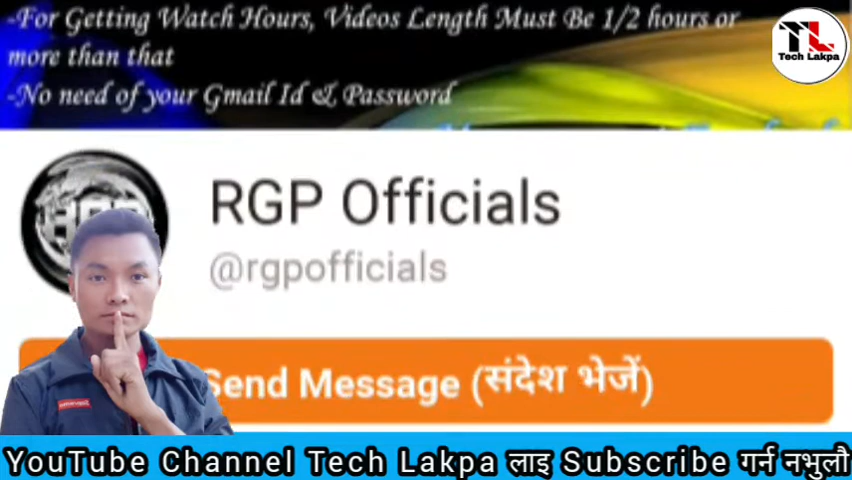 -For Getting Watch Hours, Videos Length Must Be 1/2 hours or
more than that
-No need of your Gmail Id & Password
TL
Tech Lakpa
RGP Officials
@rgpofficials
Send Message (संदेश भेजें)
YouTube Channel Tech Lakpa लाइ Subscribe गर्न नभुलौ